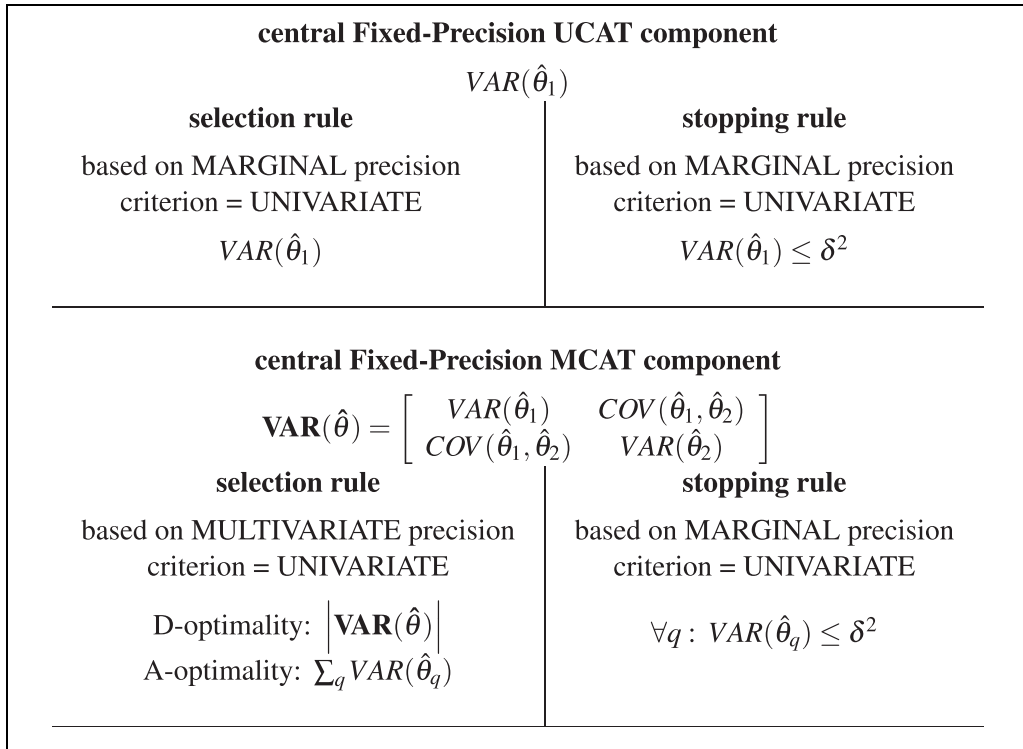 central Fixed-Precision UCAT component
VAR(θ̂₁)
selection rule
based on MARGINAL precision
criterion = UNIVARIATE
VAR(θ̂₁)
stopping rule
based on MARGINAL precision
criterion = UNIVARIATE
VAR(θ̂₁) ≤ δ²
central Fixed-Precision MCAT component
VAR(θ̂) = [ VAR(θ̂₁) COV(θ̂₁, θ̂₂)
COV(θ̂₁, θ̂₂) VAR(θ̂₂) ]
selection rule
based on MULTIVARIATE precision
criterion = UNIVARIATE
D-optimality: |VAR(θ̂)|
A-optimality: ∑_q VAR(θ̂_q)
stopping rule
based on MARGINAL precision
criterion = UNIVARIATE
∀q : VAR(θ̂_q) ≤ δ²